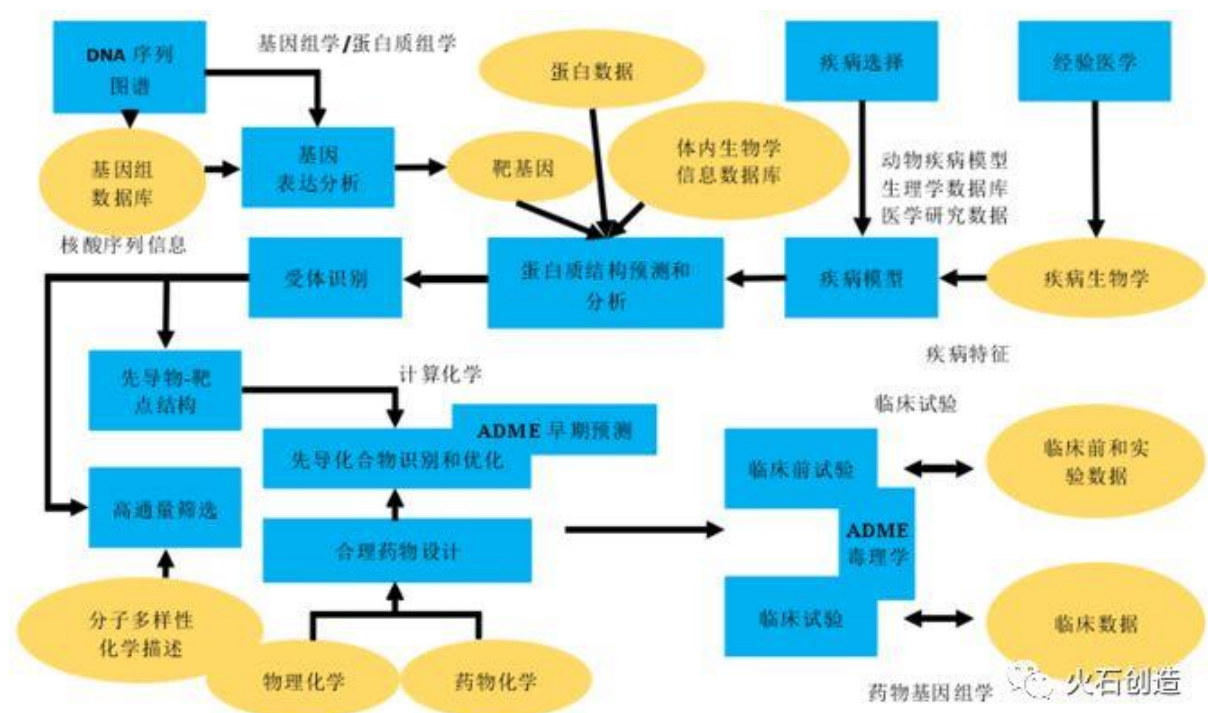 DNA 序列
图谱
基因组学/蛋白质组学
蛋白数据
疾病选择
经验医学
基因组
数据库
基因
表达分析
靶基因
体内生物学
信息数据库
动物疾病模型
生理学数据库
医学研究数据
核酸序列信息
受体识别
蛋白质结构预测和
分析
疾病模型
疾病生物学
疾病特征
先导物-靶
点结构
计算化学
临床试验
ADME 早期预测
先导化合物识别和优化
临床前试验
临床前和实
验数据
高通量筛选
合理药物设计
ADME
毒理学
分子多样性
化学描述
物理化学
药物化学
临床试验
临床数据
药物基因组学
火石创造